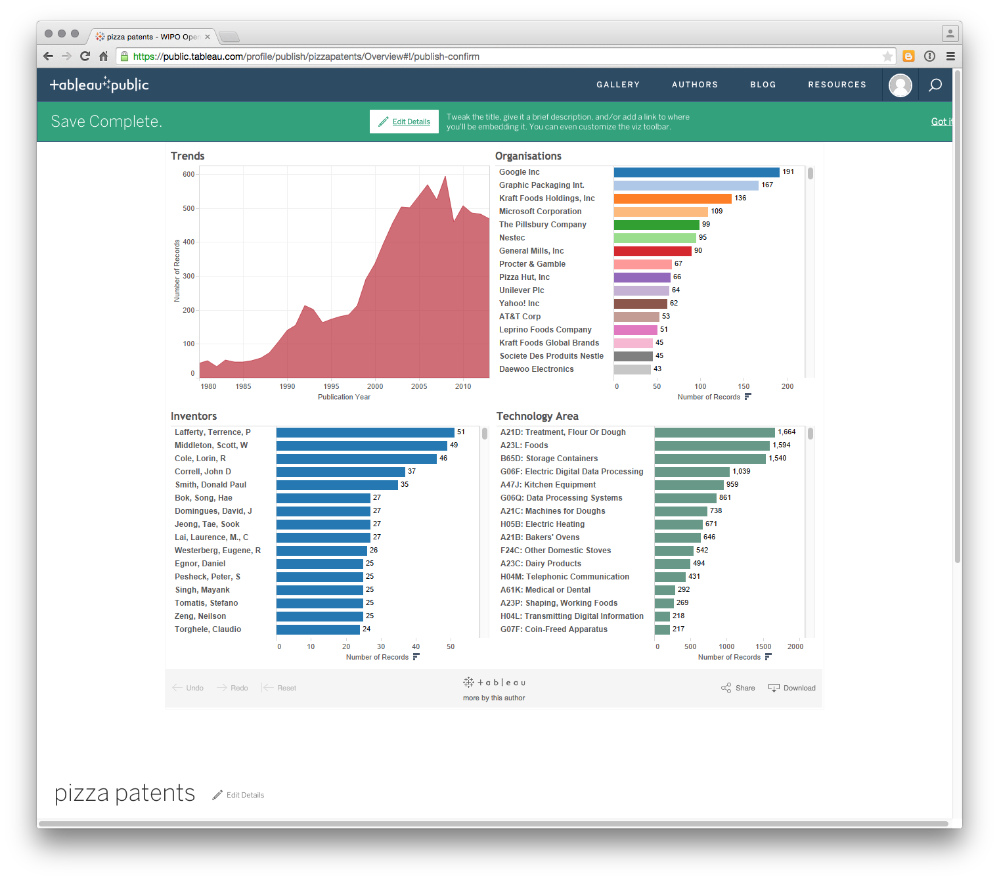 pizza patents - WIPO Open
https://public.tableau.com/profile/publish/pizzapatents/Overview#!/publish-confirm
tableau public
GALLERY
AUTHORS
BLOG
RESOURCES
Save Complete.
Edit Details
Tweak the title, give it a brief description, and/or add a link to where
you'll be embedding it. You can even customize the viz toolbar.
Got it
Trends
600
500
400
300
200
100
0
Number of Records
1980 1985 1990 1995 2000 2005 2010
Publication Year
Organisations
Google Inc 191
Graphic Packaging Int. 167
Kraft Foods Holdings, Inc 136
Microsoft Corporation 109
The Pillsbury Company 99
Nestec 95
General Mills, Inc 90
Procter & Gamble 67
Pizza Hut, Inc 66
Unilever Plc 64
Yahoo! Inc 62
AT&T Corp 53
Leprino Foods Company 51
Kraft Foods Global Brands 45
Societe Des Produits Nestle 45
Daewoo Electronics 43
0 50 100 150 200
Number of Records
Inventors
Lafferty, Terrence, P 51
Middleton, Scott, W 49
Cole, Lorin, R 46
Correll, John D 37
Smith, Donald Paul 35
Bok, Song, Hae 27
Domingues, David, J 27
Jeong, Tae, Sook 27
Lai, Laurence, M., C 27
Westerberg, Eugene, R 26
Egnor, Daniel 25
Pesheck, Peter, S 25
Singh, Mayank 25
Tomatis, Stefano 25
Zeng, Neilson 25
Torghele, Claudio 24
0 10 20 30 40 50
Number of Records
Technology Area
A21D: Treatment, Flour Or Dough 1,664
A23L: Foods 1,594
B65D: Storage Containers 1,540
G06F: Electric Digital Data Processing 1,039
A47J: Kitchen Equipment 959
G06Q: Data Processing Systems 861
A21C: Machines for Doughs 738
H05B: Electric Heating 671
A21B: Bakers' Ovens 646
F24C: Other Domestic Stoves 542
A23C: Dairy Products 494
H04M: Telephonic Communication 431
A61K: Medical or Dental 292
A23P: Shaping, Working Foods 269
H04L: Transmitting Digital Information 218
G07F: Coin-Freed Apparatus 217
0 500 1000 1500 2000
Number of Records
Undo
Redo
Reset
tableau
more by this author
Share
Download
pizza patents
Edit Details